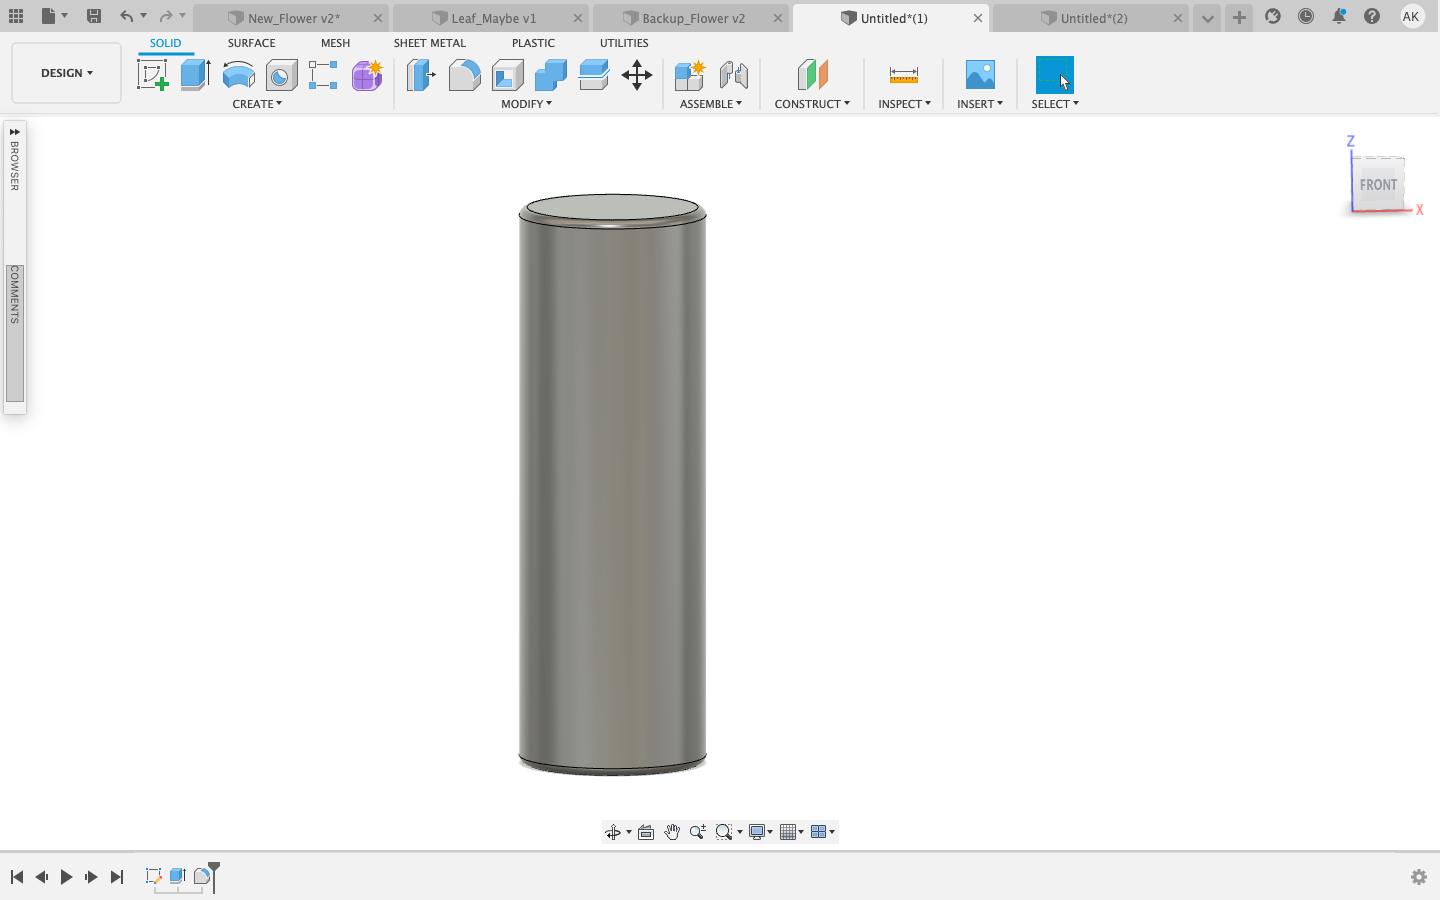 New_Flower v2*
Leaf_Maybe v1
Backup_Flower v2
Untitled*(1)
Untitled*(2)
AK
SOLID
SURFACE
MESH
SHEET METAL
PLASTIC
UTILITIES
DESIGN
CREATE
MODIFY
ASSEMBLE
CONSTRUCT
INSPECT
INSERT
SELECT
BROWSER
COMMENTS
Z
FRONT
X